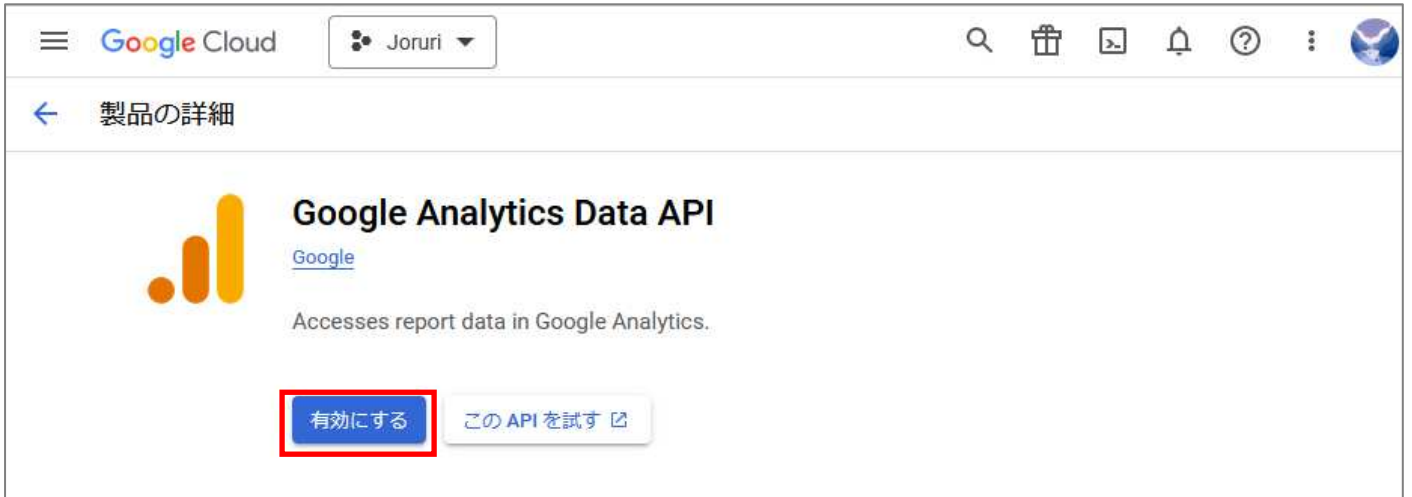 Google Cloud Joruri
製品の詳細
Google Analytics Data API
Google
Accesses report data in Google Analytics.
有効にする この API を試す